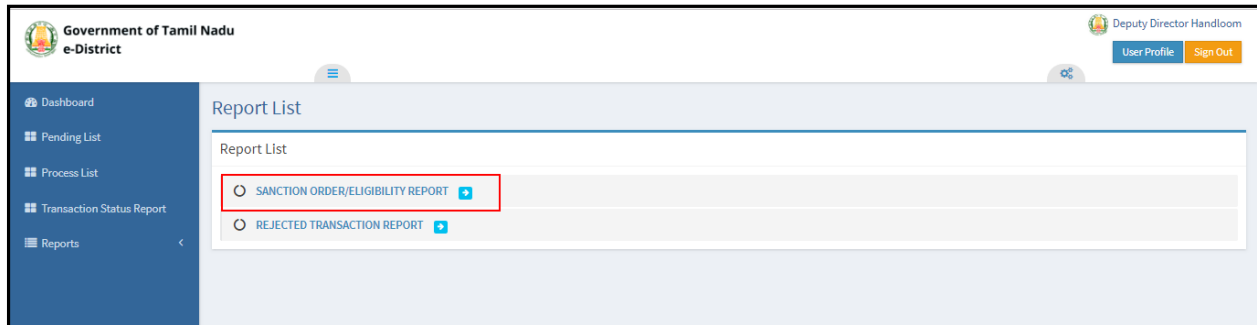 Government of Tamil Nadu
e-District
Deputy Director Handloom
User Profile
Sign Out
Dashboard
Pending List
Process List
Transaction Status Report
Reports
Report List
Report List
SANCTION ORDER/ELIGIBILITY REPORT
REJECTED TRANSACTION REPORT